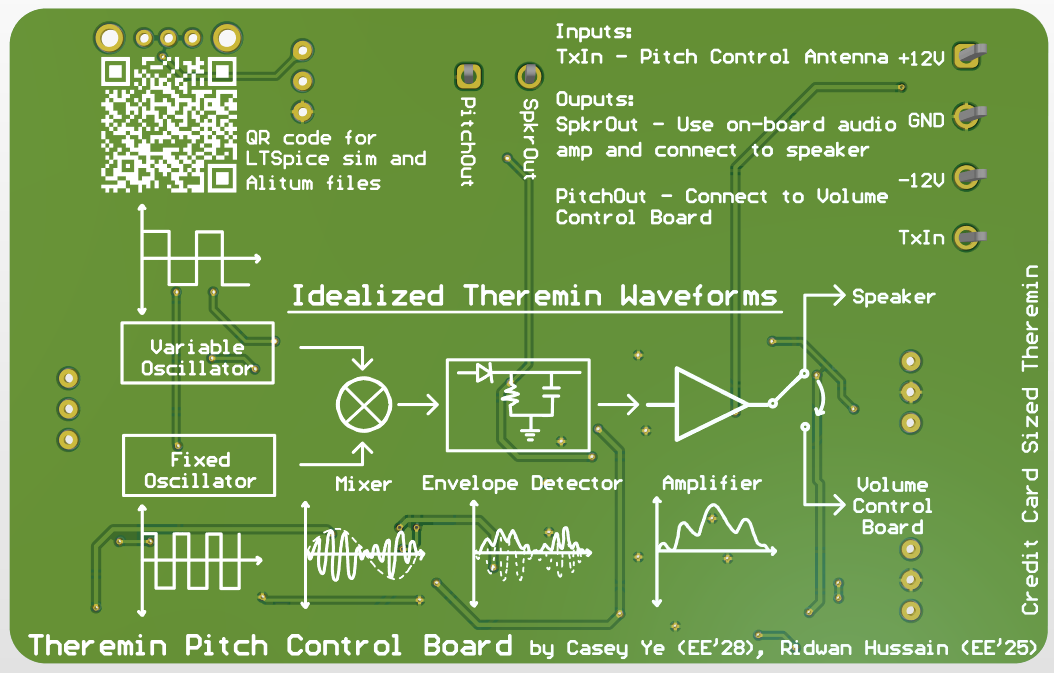 Inputs:
TxIn - Pitch Control Antenna
+12V
Ouputs:
SpkrOut - Use on-board audio
amp and connect to speaker
GND
PitchOut - Connect to Volume
Control Board
-12V
TxIn
PitchOut
SpkrOut
QR code for
LTSpice sim and
Alitum files
Idealized Theremin Waveforms
Speaker
Variable
Oscillator
Fixed
Oscillator
Mixer
Envelope Detector
Amplifier
Volume
Control
Board
Credit Card Sized Theremin
Theremin Pitch Control Board by Casey Ye (EE'28), Ridwan Hussain (EE'25)